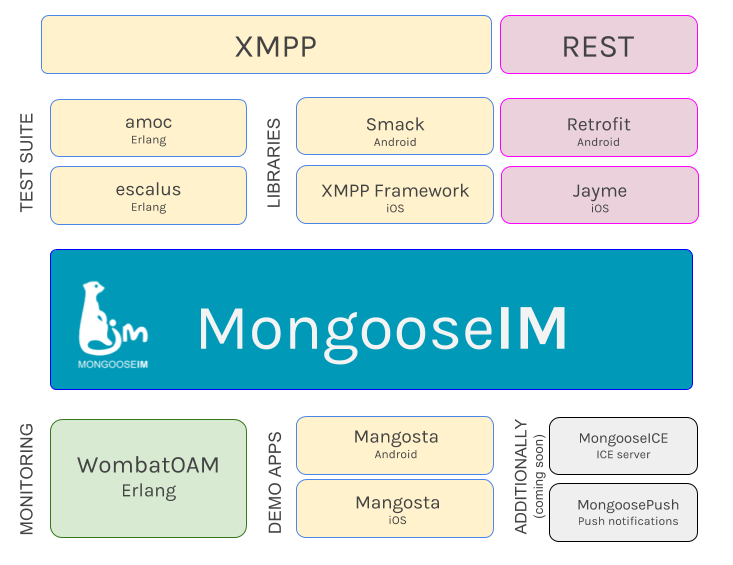 XMPP
REST
TEST SUITE
amoc
Erlang
escalus
Erlang
LIBRARIES
Smack
Android
XMPP Framework
iOS
Retrofit
Android
Jayme
iOS
im
MONGOOSEIM
MongooseIM
MONITORING
WombatOAM
Erlang
DEMO APPS
Mangosta
Android
Mangosta
iOS
ADDITIONALLY
(coming soon)
MongooseICE
ICE server
MongoosePush
Push notifications